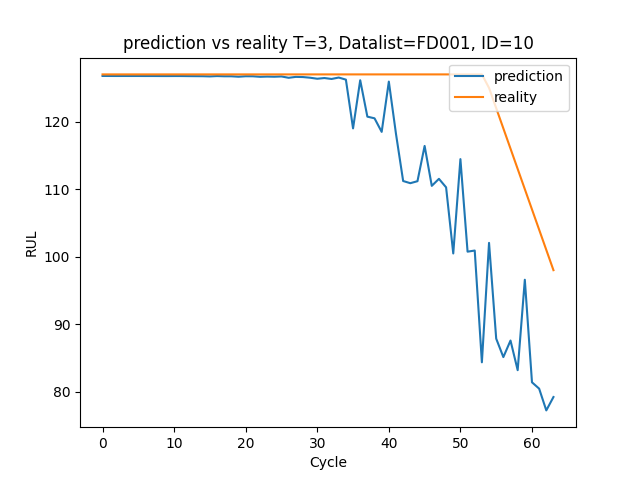 prediction vs reality T=3, Datalist=FD001, ID=10
prediction
reality
RUL
120
110
100
90
80
0 10 20 30 40 50 60
Cycle